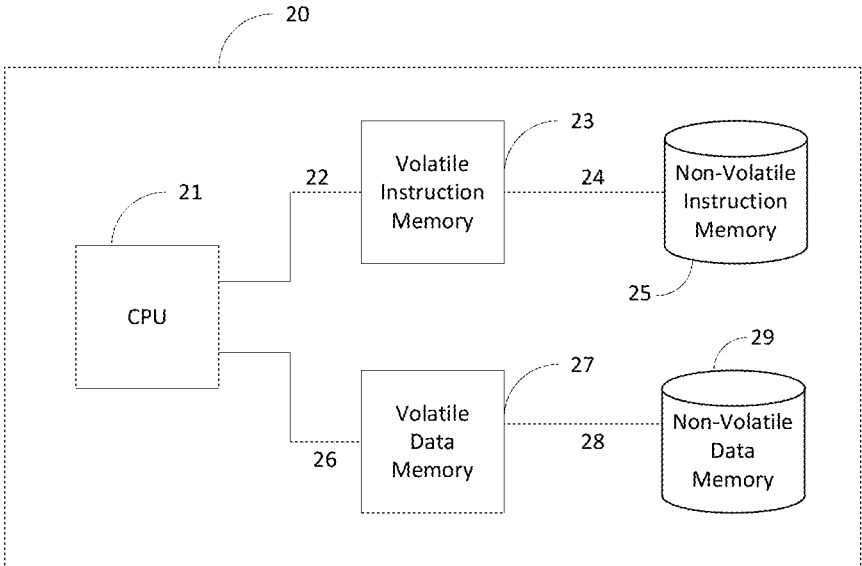 20
23
Volatile
Instruction
Memory
22
24
Non-Volatile
Instruction
Memory
21
25
CPU
29
27
Volatile
Data
Memory
26
28
Non-Volatile
Data
Memory